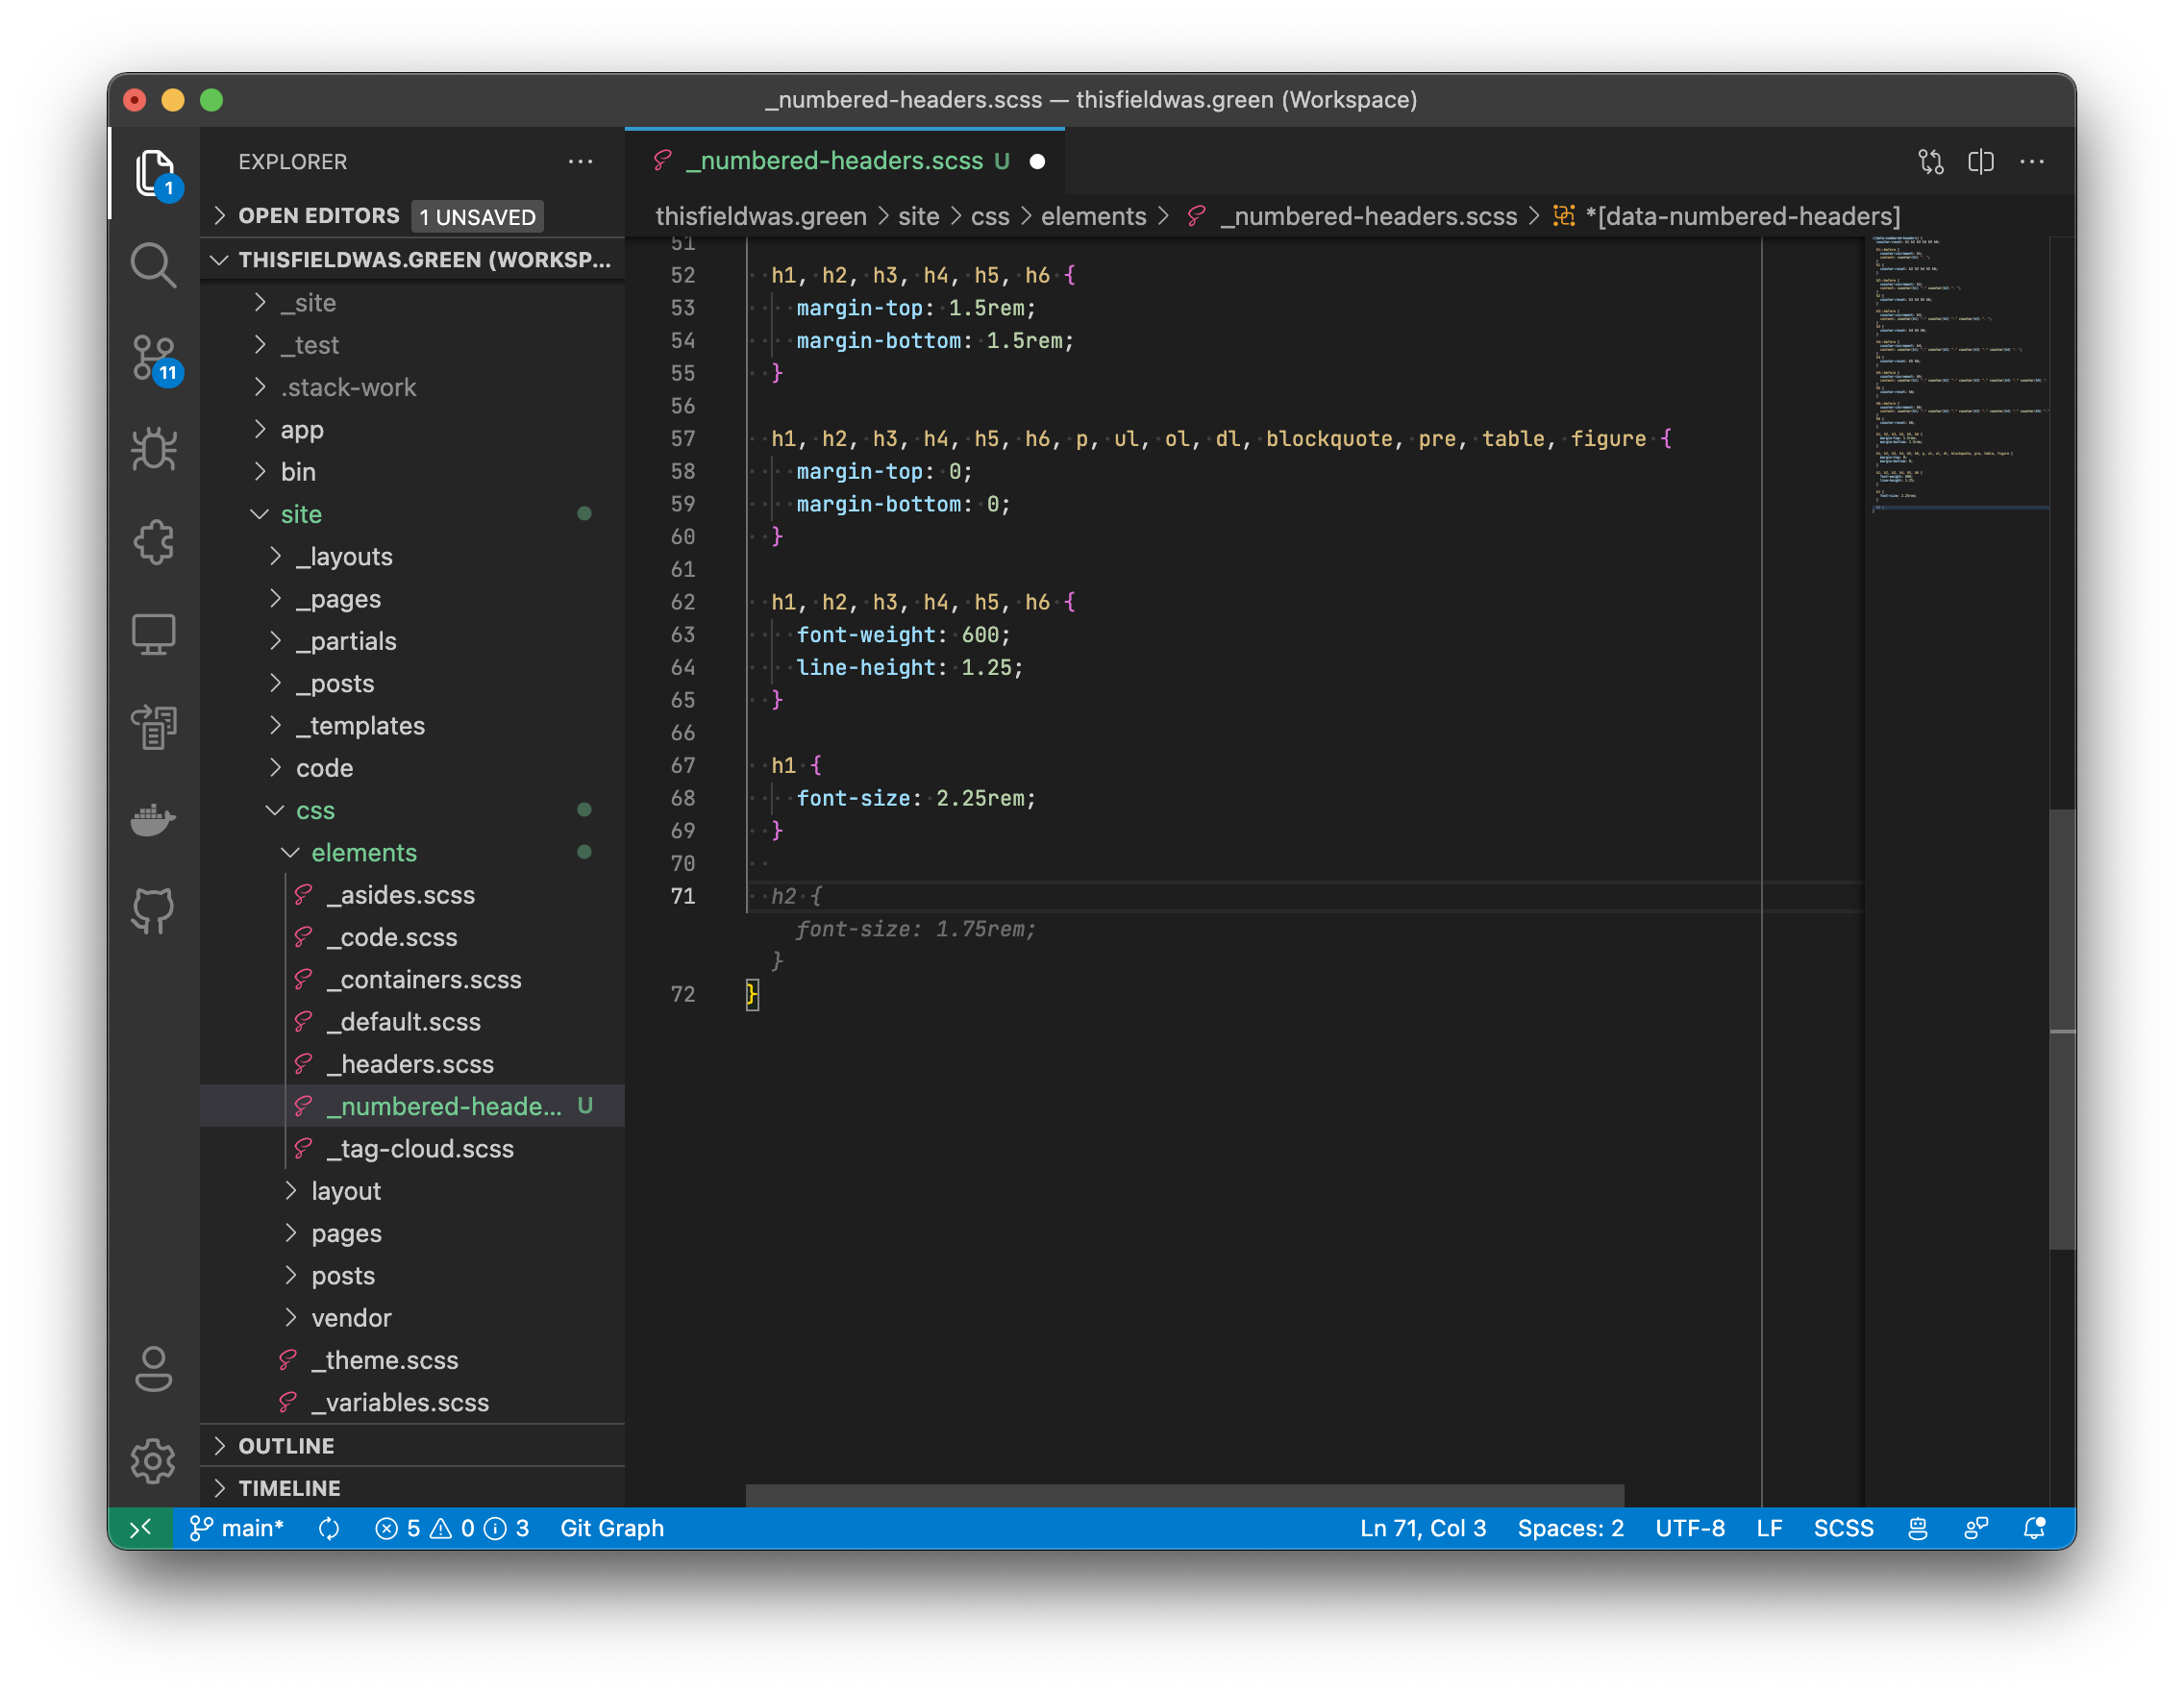 _numbered-headers.scss — thisfieldwas.green (Workspace)
EXPLORER
1
OPEN EDITORS 1 UNSAVED
THISFIELDWAS.GREEN (WORKSP...
_site
_test
.stack-work
app
bin
site
_layouts
_pages
_partials
_posts
_templates
code
css
elements
_asides.scss
_code.scss
_containers.scss
_default.scss
_headers.scss
_numbered-heade... U
_tag-cloud.scss
layout
pages
posts
vendor
_theme.scss
_variables.scss
OUTLINE
TIMELINE
11
_numbered-headers.scss U
thisfieldwas.green > site > css > elements > _numbered-headers.scss > *[data-numbered-headers]
51
52 h1, h2, h3, h4, h5, h6 {
53 margin-top: 1.5rem;
54 margin-bottom: 1.5rem;
55 }
56
57 h1, h2, h3, h4, h5, h6, p, ul, ol, dl, blockquote, pre, table, figure {
58 margin-top: 0;
59 margin-bottom: 0;
60 }
61
62 h1, h2, h3, h4, h5, h6 {
63 font-weight: 600;
64 line-height: 1.25;
65 }
66
67 h1 {
68 font-size: 2.25rem;
69 }
70
71 h2 {
font-size: 1.75rem;
}
72 }
main* 5 0 3 Git Graph Ln 71, Col 3 Spaces: 2 UTF-8 LF SCSS